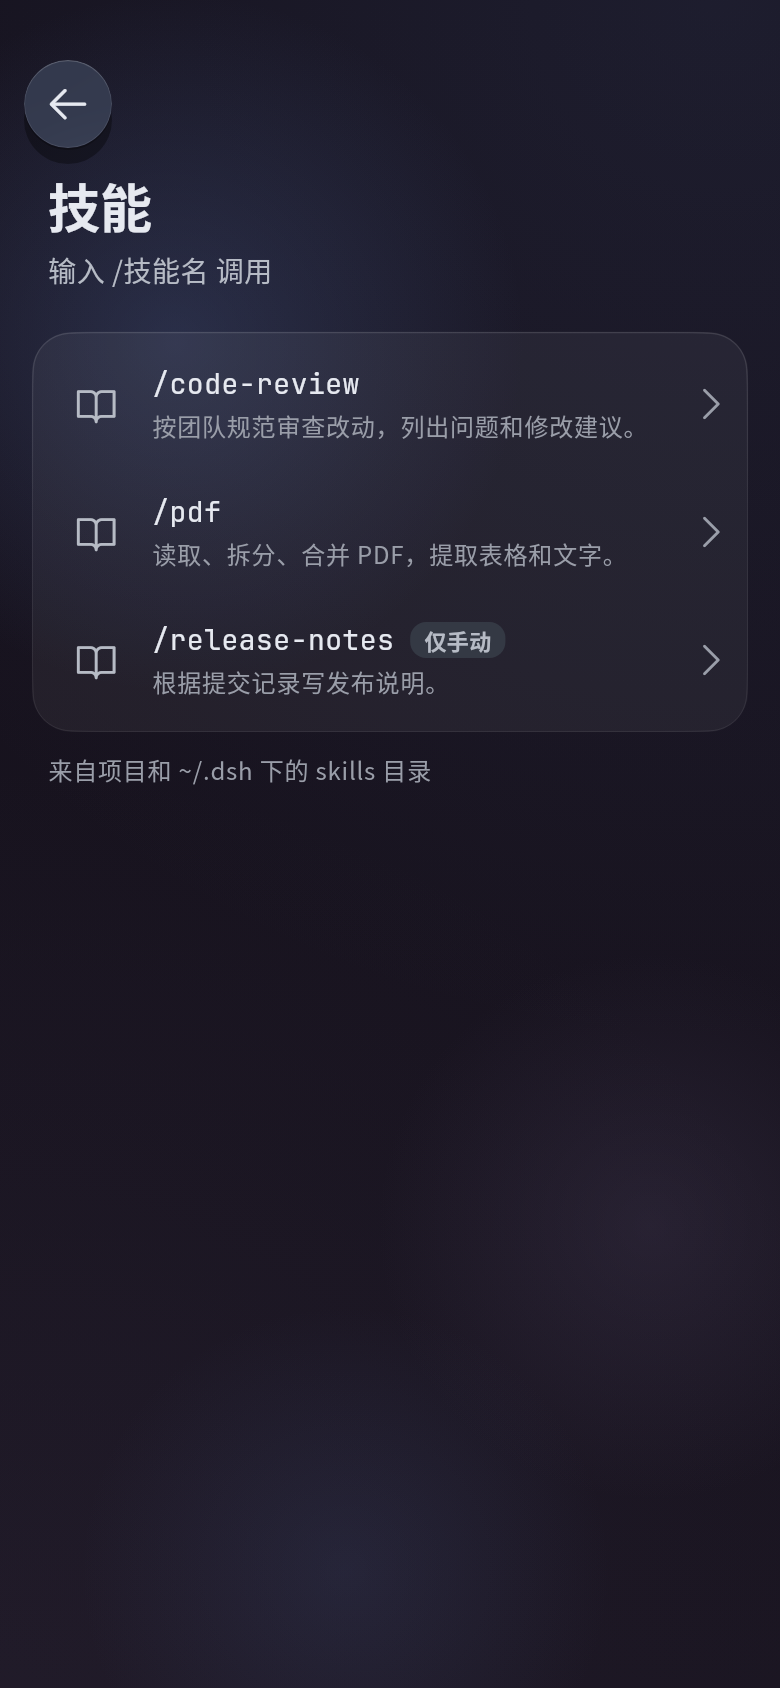 技能
输入 /技能名 调用
/code-review
按团队规范审查改动，列出问题和修改建议。
/pdf
读取、拆分、合并 PDF，提取表格和文字。
/release-notes 仅手动
根据提交记录写发布说明。
来自项目和 ~/.dsh 下的 skills 目录